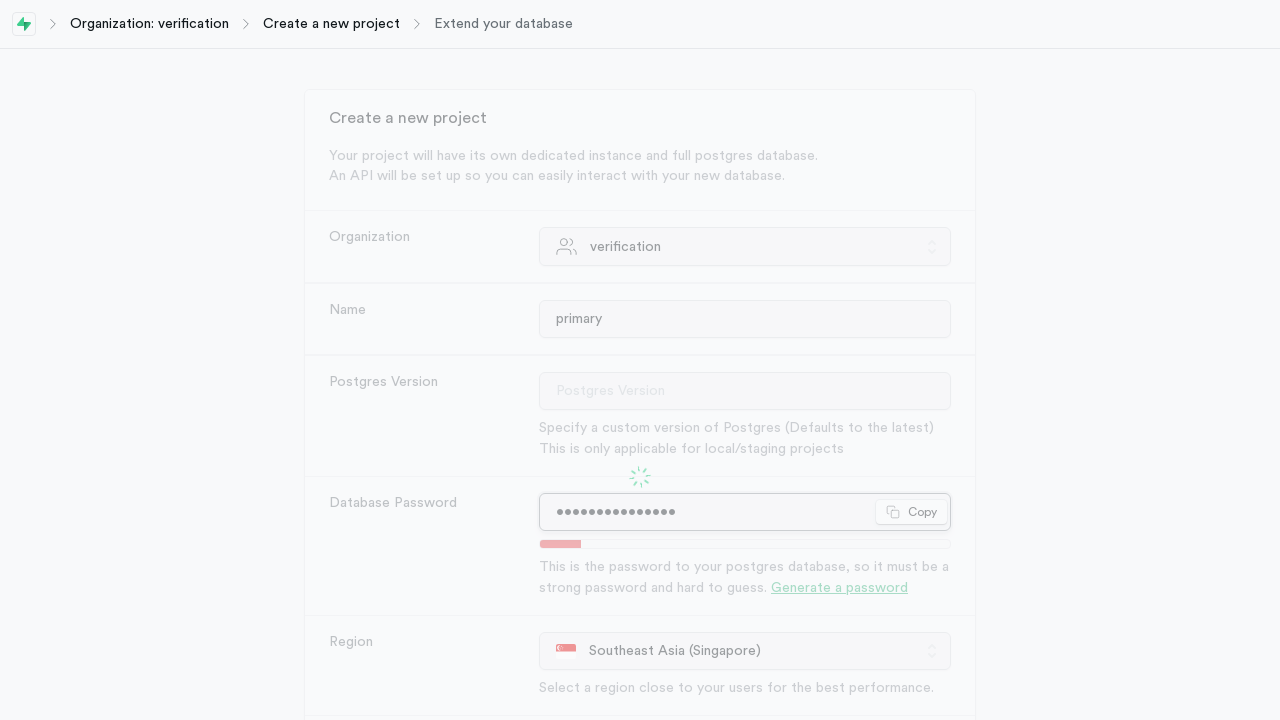 Organization: verification
Create a new project
Extend your database
Create a new project
Your project will have its own dedicated instance and full postgres database.
An API will be set up so you can easily interact with your new database.
Organization
verification
Name
primary
Postgres Version
Postgres Version
Specify a custom version of Postgres (Defaults to the latest)
This is only applicable for local/staging projects
Database Password
•••••••••••••••
Copy
This is the password to your postgres database, so it must be a
strong password and hard to guess. Generate a password
Region
Southeast Asia (Singapore)
Select a region close to your users for the best performance.